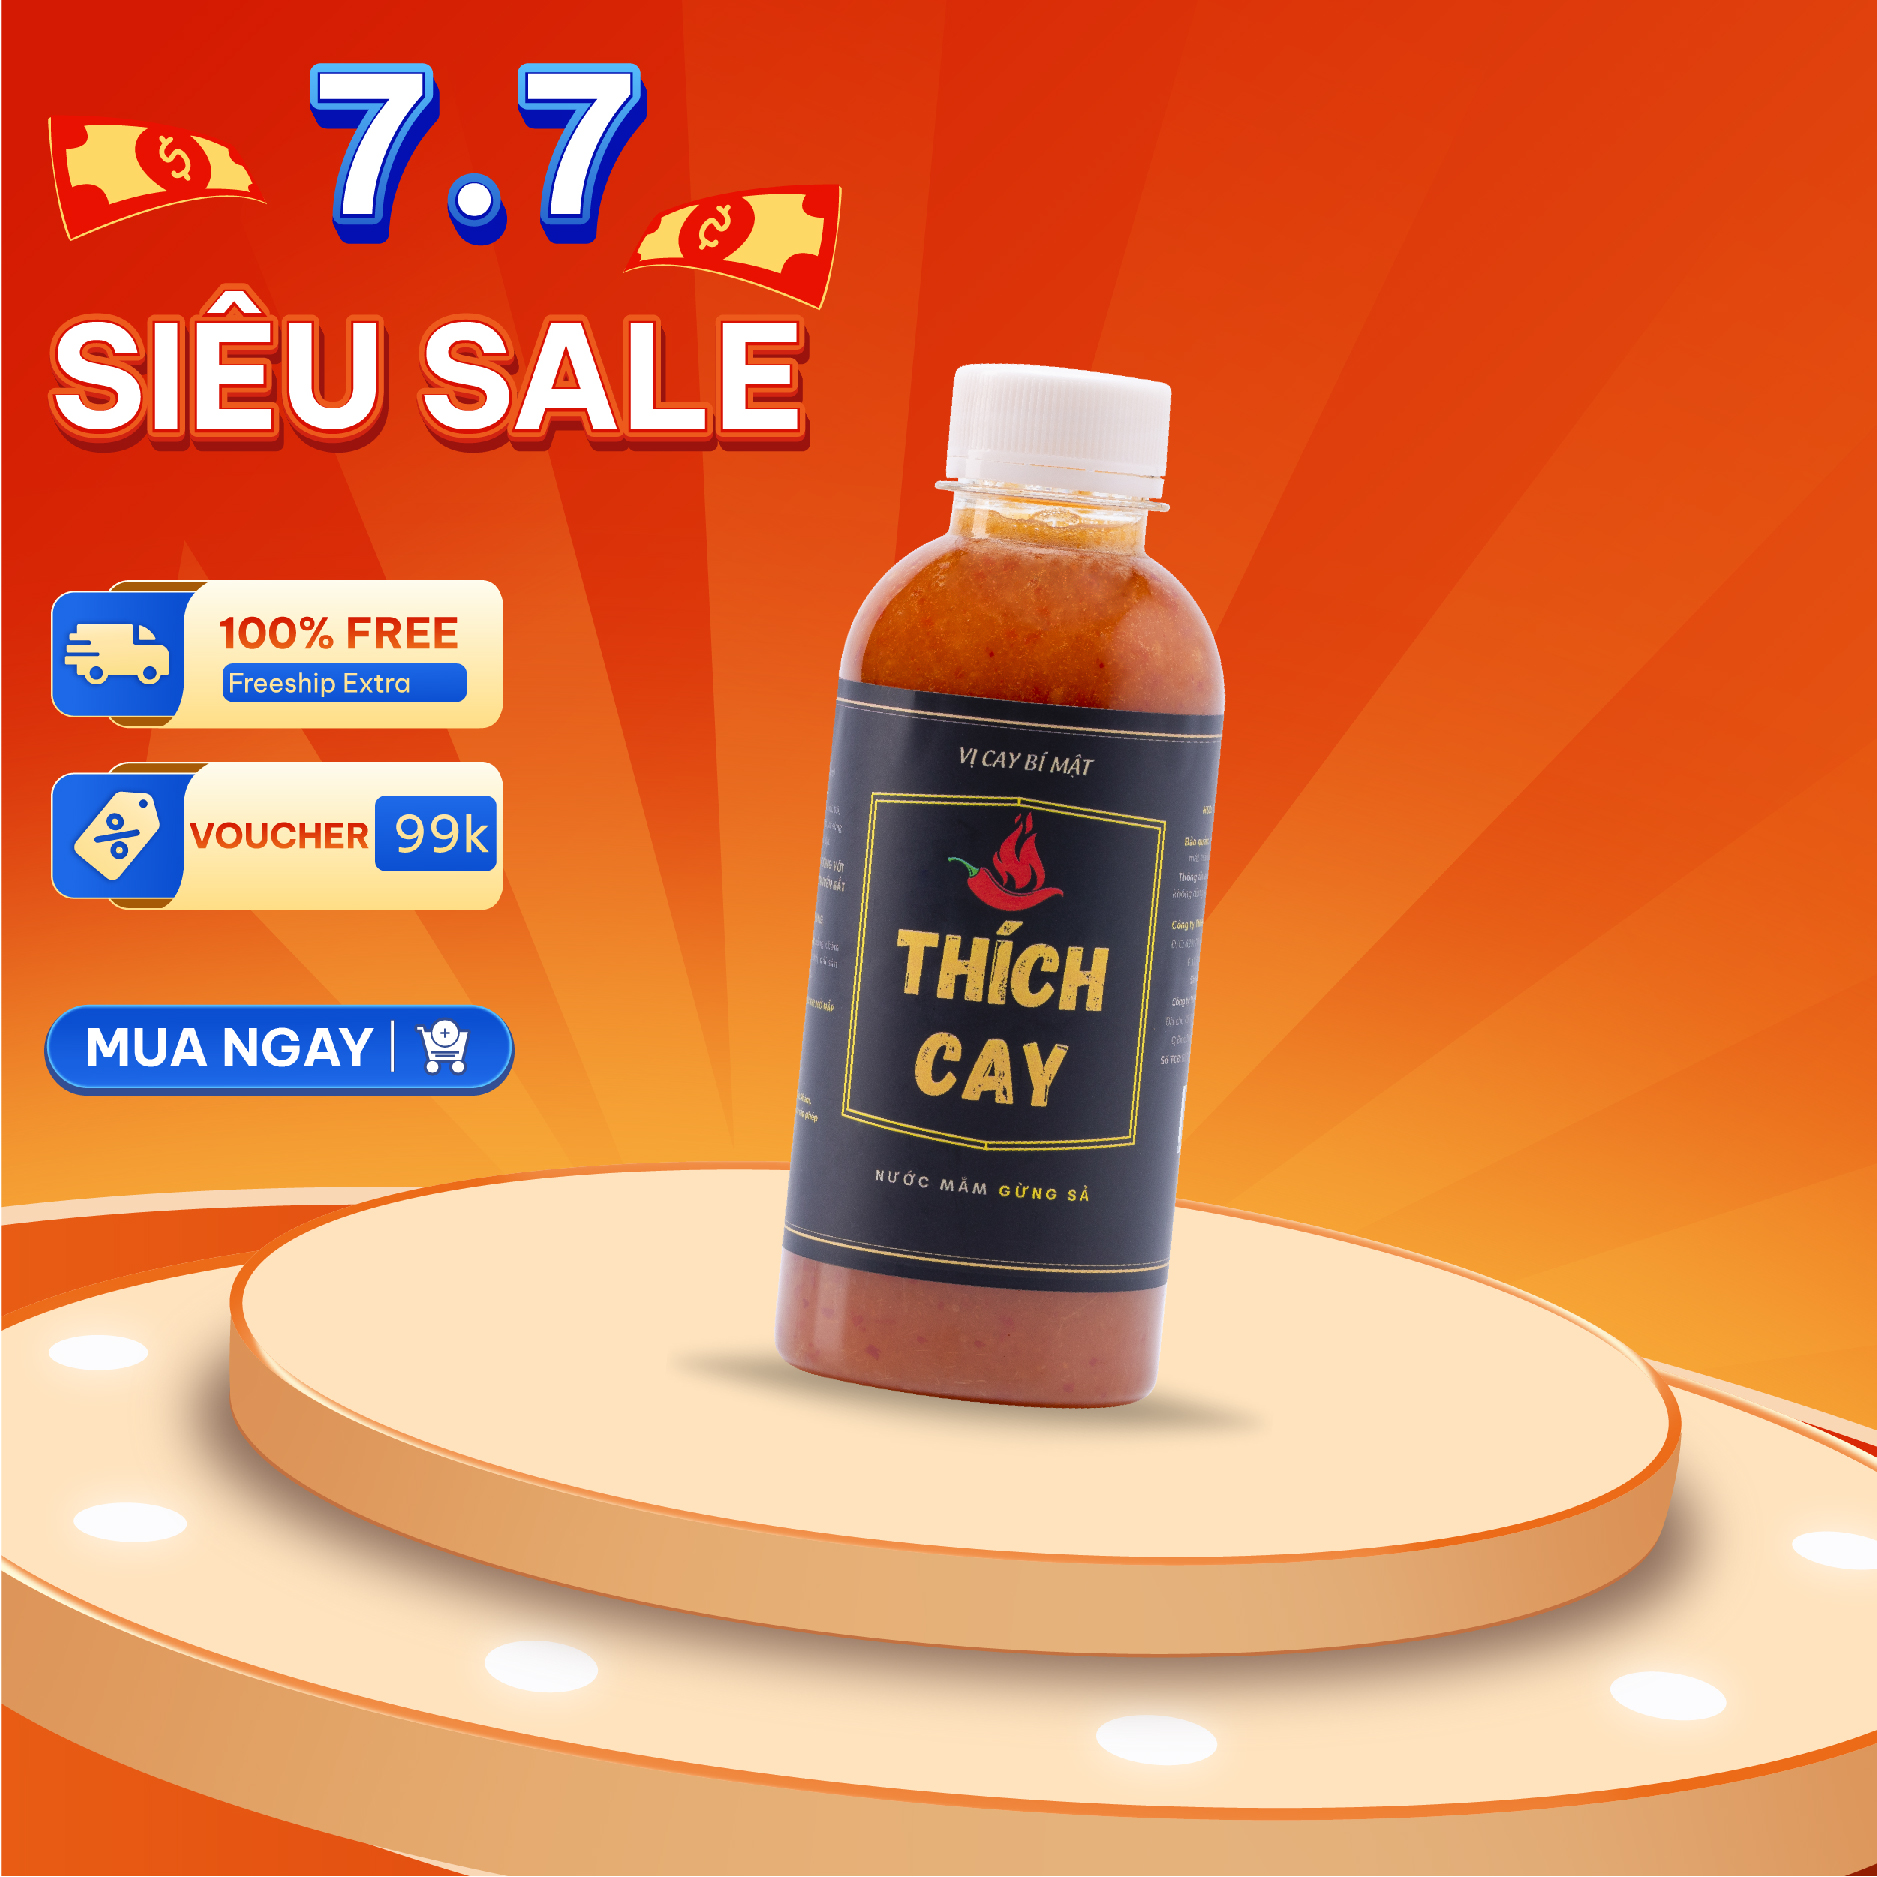 7.7
SIÊU SALE
100% FREE
Freeship Extra
VOUCHER 99k
MUA NGAY
VỊ CAY BÍ MẬT
THÍCH
CAY
NƯỚC MẮM GỪNG SẢ